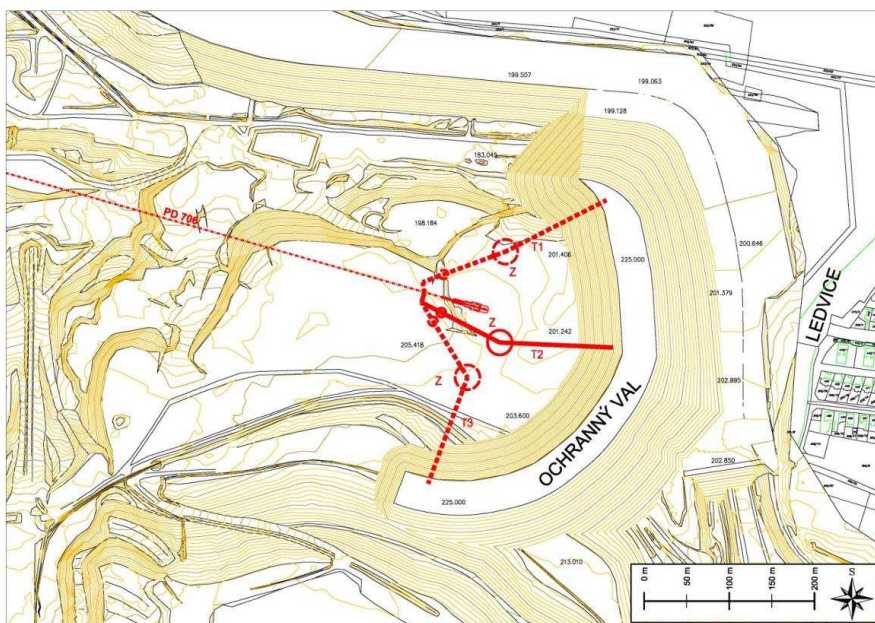 199.507
199.063
199.128
183.045
PD 706
198.184
T1
Z
201.406
225.000
200.646
201.379
LEDVICE
Z
201.242
T2
205.418
Z
202.895
203.600
T3
OCHRANNÝ VAL
202.850
225.000
213.010
0 m
50 m
100 m
150 m
200 m
S